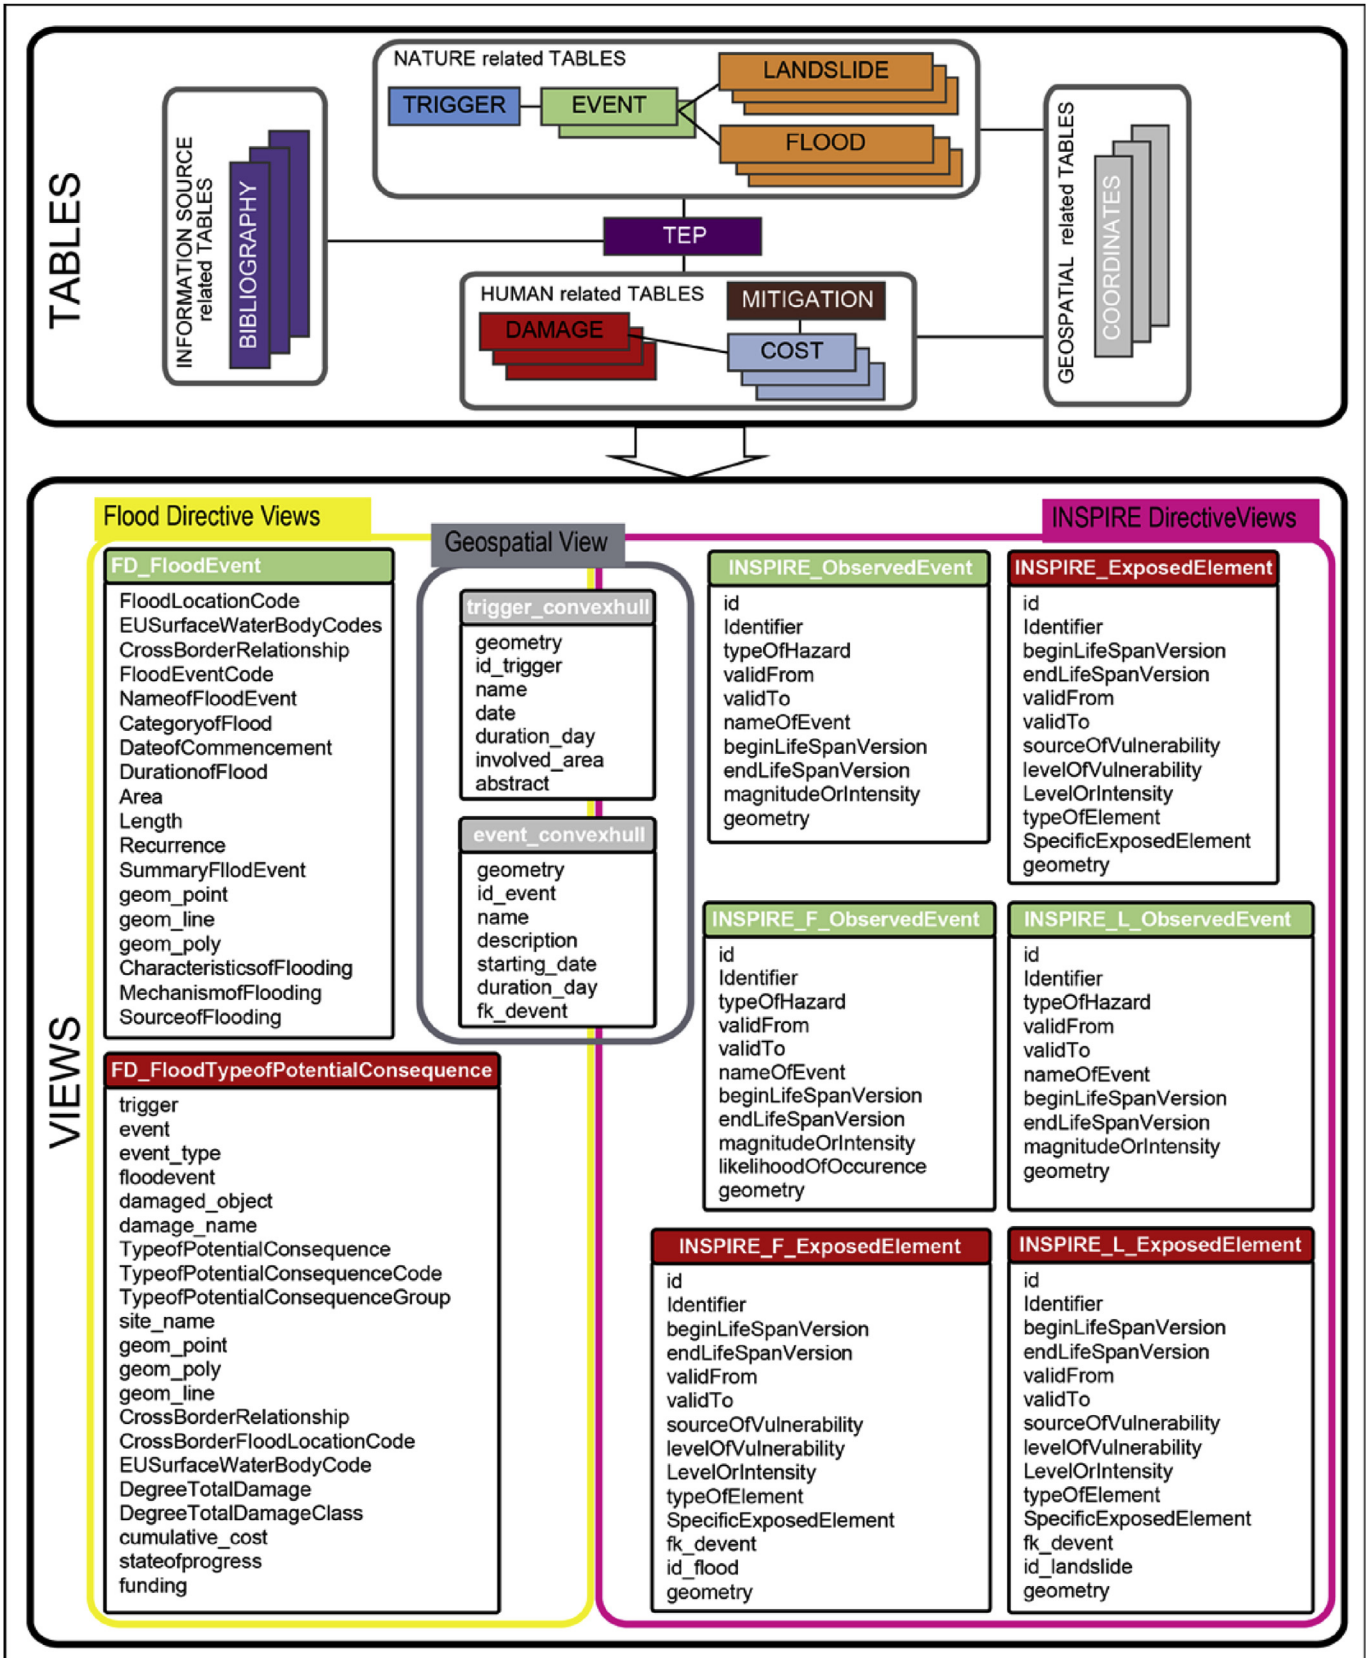 TABLES
INFORMATION SOURCE
related TABLES
BIBLIOGRAPHY
NATURE related TABLES
TRIGGER
EVENT
LANDSLIDE
FLOOD
TEP
HUMAN related TABLES
DAMAGE
MITIGATION
COST
GEOSPATIAL related TABLES
COORDINATES
VIEWS
Flood Directive Views
FD_FloodEvent
FloodLocationCode
EUSurfaceWaterBodyCodes
CrossBorderRelationship
FloodEventCode
NameofFloodEvent
CategoryofFlood
DateofCommencement
DurationofFlood
Area
Length
Recurrence
SummaryFllodEvent
geom_point
geom_line
geom_poly
CharacteristicsofFlooding
MechanismofFlooding
SourceofFlooding
FD_FloodTypeofPotentialConsequence
trigger
event
event_type
floodevent
damaged_object
damage_name
TypeofPotentialConsequence
TypeofPotentialConsequenceCode
TypeofPotentialConsequenceGroup
site_name
geom_point
geom_poly
geom_line
CrossBorderRelationship
CrossBorderFloodLocationCode
EUSurfaceWaterBodyCode
DegreeTotalDamage
DegreeTotalDamageClass
cumulative_cost
stateofprogress
funding
Geospatial View
trigger_convexhull
geometry
id_trigger
name
date
duration_day
involved_area
abstract
event_convexhull
geometry
id_event
name
description
starting_date
duration_day
fk_devent
INSPIRE DirectiveViews
INSPIRE_ObservedEvent
id
Identifier
typeOfHazard
validFrom
validTo
nameOfEvent
beginLifeSpanVersion
endLifeSpanVersion
magnitudeOrIntensity
geometry
INSPIRE_ExposedElement
id
Identifier
beginLifeSpanVersion
endLifeSpanVersion
validFrom
validTo
sourceOfVulnerability
levelOfVulnerability
LevelOrIntensity
typeOfElement
SpecificExposedElement
geometry
INSPIRE_F_ObservedEvent
id
Identifier
typeOfHazard
validFrom
validTo
nameOfEvent
beginLifeSpanVersion
endLifeSpanVersion
magnitudeOrIntensity
likelihoodOfOccurence
geometry
INSPIRE_L_ObservedEvent
id
Identifier
typeOfHazard
validFrom
validTo
nameOfEvent
beginLifeSpanVersion
endLifeSpanVersion
magnitudeOrIntensity
geometry
INSPIRE_F_ExposedElement
id
Identifier
beginLifeSpanVersion
endLifeSpanVersion
validFrom
validTo
sourceOfVulnerability
levelOfVulnerability
LevelOrIntensity
typeOfElement
SpecificExposedElement
fk_devent
id_flood
geometry
INSPIRE_L_ExposedElement
id
Identifier
beginLifeSpanVersion
endLifeSpanVersion
validFrom
validTo
sourceOfVulnerability
levelOfVulnerability
LevelOrIntensity
typeOfElement
SpecificExposedElement
fk_devent
id_landslide
geometry